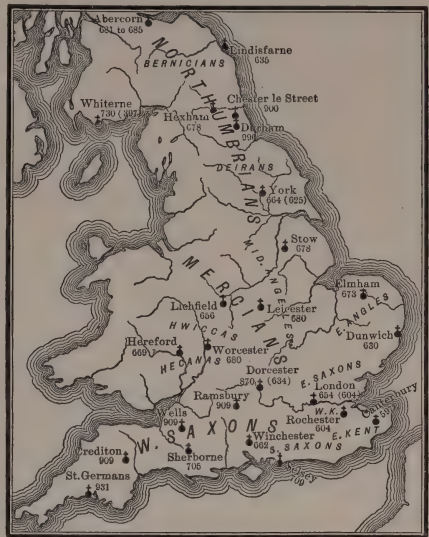 Abercorn
681 to 685
NORTHUMBRIANS
BERNICIANS
Lindisfarne
635
Whiterne
730 (397)
Hexham
678
Chester le Street
900
Durham
DEIRANS
York
664 (625)
Stow
678
MID.
MERCIANS
Elmham
673
Lichfield
656
Leicester
680
E. ANGLES
HWICCAS
Dunwich
630
Hereford
669
HECANAS
Worcester
680
Dorcester
870 (634)
E. SAXONS
London
654 (604)
Ramsbury
909
Canterbury
Wells
909
W. SAXONS
W.K.
Rochester
604
E. KENT
Winchester
662
S. SAXONS
Crediton
909
Sherborne
705
St. Germans
931